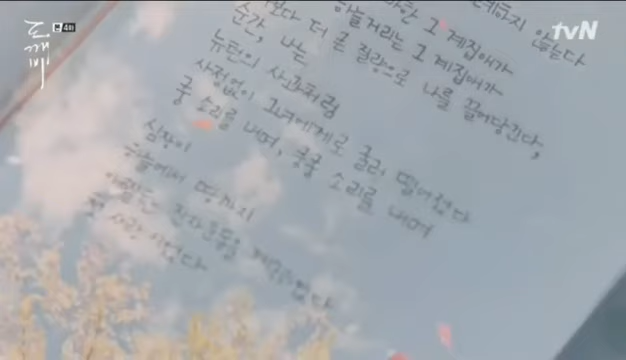 도깨비
4회
tvN
않는다
그 계집애가
하늘거리는 그 계집애가
더 큰 질량으로 나를 끌어당긴다,
순간, 나는
뉴턴의 사과처럼
사정없이 그녀에게로 굴러 떨어졌다
쿵 소리를 내며, 쿵쿵 소리를 내며
심장이
하늘에서 땅까지
아찔한 진자운동을 계속하였다
첫사랑이었다